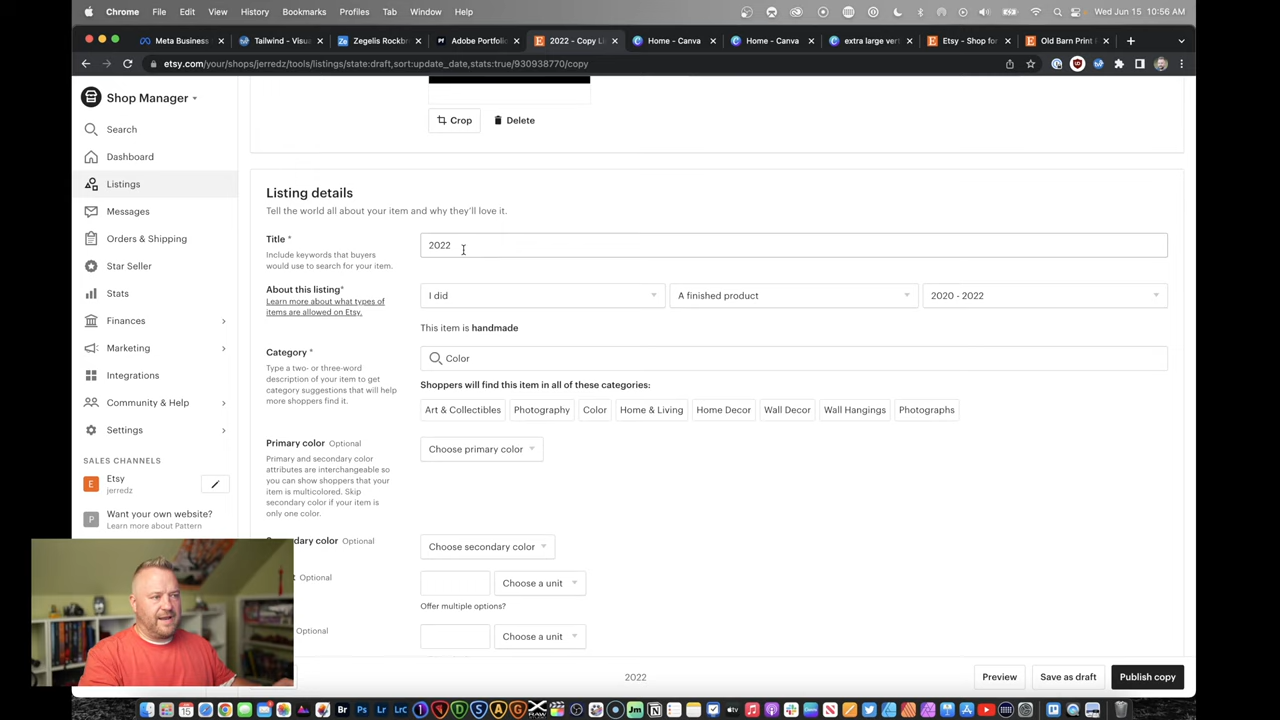 Chrome File Edit View History Bookmarks Profiles Tab Window Help Wed Jun 15 10:56 AM
Meta Business Tailwind - Visua Zegelis Rockbr Adobe Portfolio 2022 - Copy Li Home - Canva Home - Canva extra large vert Etsy - Shop for Old Barn Print F
etsy.com/your/shops/jerredz/tools/listings/state:draft,sort:update_date,stats:true/930938770/copy
Shop Manager
Search
Dashboard
Listings
Messages
Orders & Shipping
Star Seller
Stats
Finances
Marketing
Integrations
Community & Help
Settings
SALES CHANNELS
Etsy
jerredz
Want your own website?
Learn more about Pattern
Crop Delete
Listing details
Tell the world all about your item and why they'll love it.
Title *
Include keywords that buyers
would use to search for your item.
2022
About this listing*
Learn more about what types of
items are allowed on Etsy.
I did A finished product 2020 - 2022
This item is handmade
Category *
Type a two- or three-word
description of your item to get
category suggestions that will help
more shoppers find it.
Color
Shoppers will find this item in all of these categories:
Art & Collectibles Photography Color Home & Living Home Decor Wall Decor Wall Hangings Photographs
Primary color Optional
Primary and secondary color
attributes are interchangeable so
you can show shoppers that your
item is multicolored. Skip
secondary color if your item is
only one color.
Choose primary color
color Optional
Choose secondary color
Optional
Choose a unit
Offer multiple options?
Optional
Choose a unit
2022
Preview Save as draft Publish copy